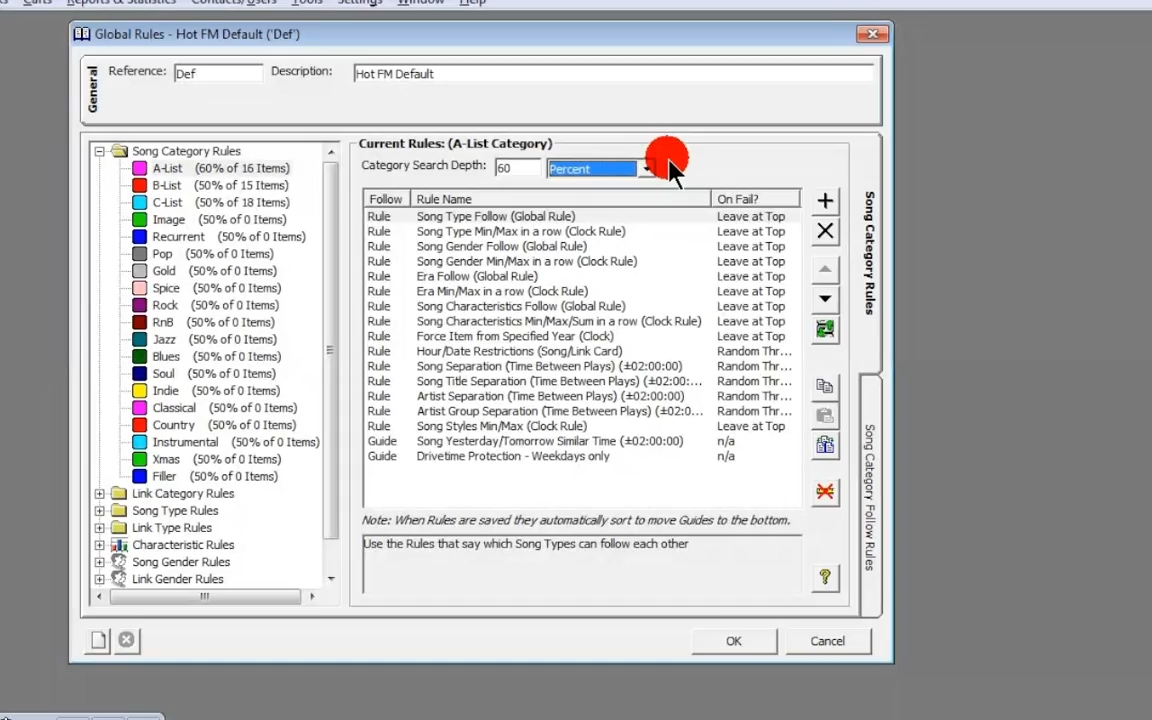 Carts Reports & Statistics Contacts/Users Tools Settings Window Help
Global Rules - Hot FM Default ('Def')
General
Reference: Def Description: Hot FM Default
Song Category Rules
A-List (60% of 16 Items)
B-List (50% of 15 Items)
C-List (50% of 18 Items)
Image (50% of 0 Items)
Recurrent (50% of 0 Items)
Pop (50% of 0 Items)
Gold (50% of 0 Items)
Spice (50% of 0 Items)
Rock (50% of 0 Items)
RnB (50% of 0 Items)
Jazz (50% of 0 Items)
Blues (50% of 0 Items)
Soul (50% of 0 Items)
Indie (50% of 0 Items)
Classical (50% of 0 Items)
Country (50% of 0 Items)
Instrumental (50% of 0 Items)
Xmas (50% of 0 Items)
Filler (50% of 0 Items)
Link Category Rules
Song Type Rules
Link Type Rules
Characteristic Rules
Song Gender Rules
Link Gender Rules
Current Rules: (A-List Category)
Category Search Depth: 60 Percent
Follow Rule Name On Fail?
Rule Song Type Follow (Global Rule) Leave at Top
Rule Song Type Min/Max in a row (Clock Rule) Leave at Top
Rule Song Gender Follow (Global Rule) Leave at Top
Rule Song Gender Min/Max in a row (Clock Rule) Leave at Top
Rule Era Follow (Global Rule) Leave at Top
Rule Era Min/Max in a row (Clock Rule) Leave at Top
Rule Song Characteristics Follow (Global Rule) Leave at Top
Rule Song Characteristics Min/Max/Sum in a row (Clock Rule) Leave at Top
Rule Force Item from Specified Year (Clock) Leave at Top
Rule Hour/Date Restrictions (Song/Link Card) Random Thr...
Rule Song Separation (Time Between Plays) (±02:00:00) Random Thr...
Rule Song Title Separation (Time Between Plays) (±02:00:... Random Thr...
Rule Artist Separation (Time Between Plays) (±02:00:00) Random Thr...
Rule Artist Group Separation (Time Between Plays) (±02:0... Random Thr...
Rule Song Styles Min/Max (Clock Rule) Leave at Top
Guide Song Yesterday/Tomorrow Similar Time (±02:00:00) n/a
Guide Drivetime Protection - Weekdays only n/a
Note: When Rules are saved they automatically sort to move Guides to the bottom.
Use the Rules that say which Song Types can follow each other
Song Category Rules
Song Category Follow Rules
OK Cancel